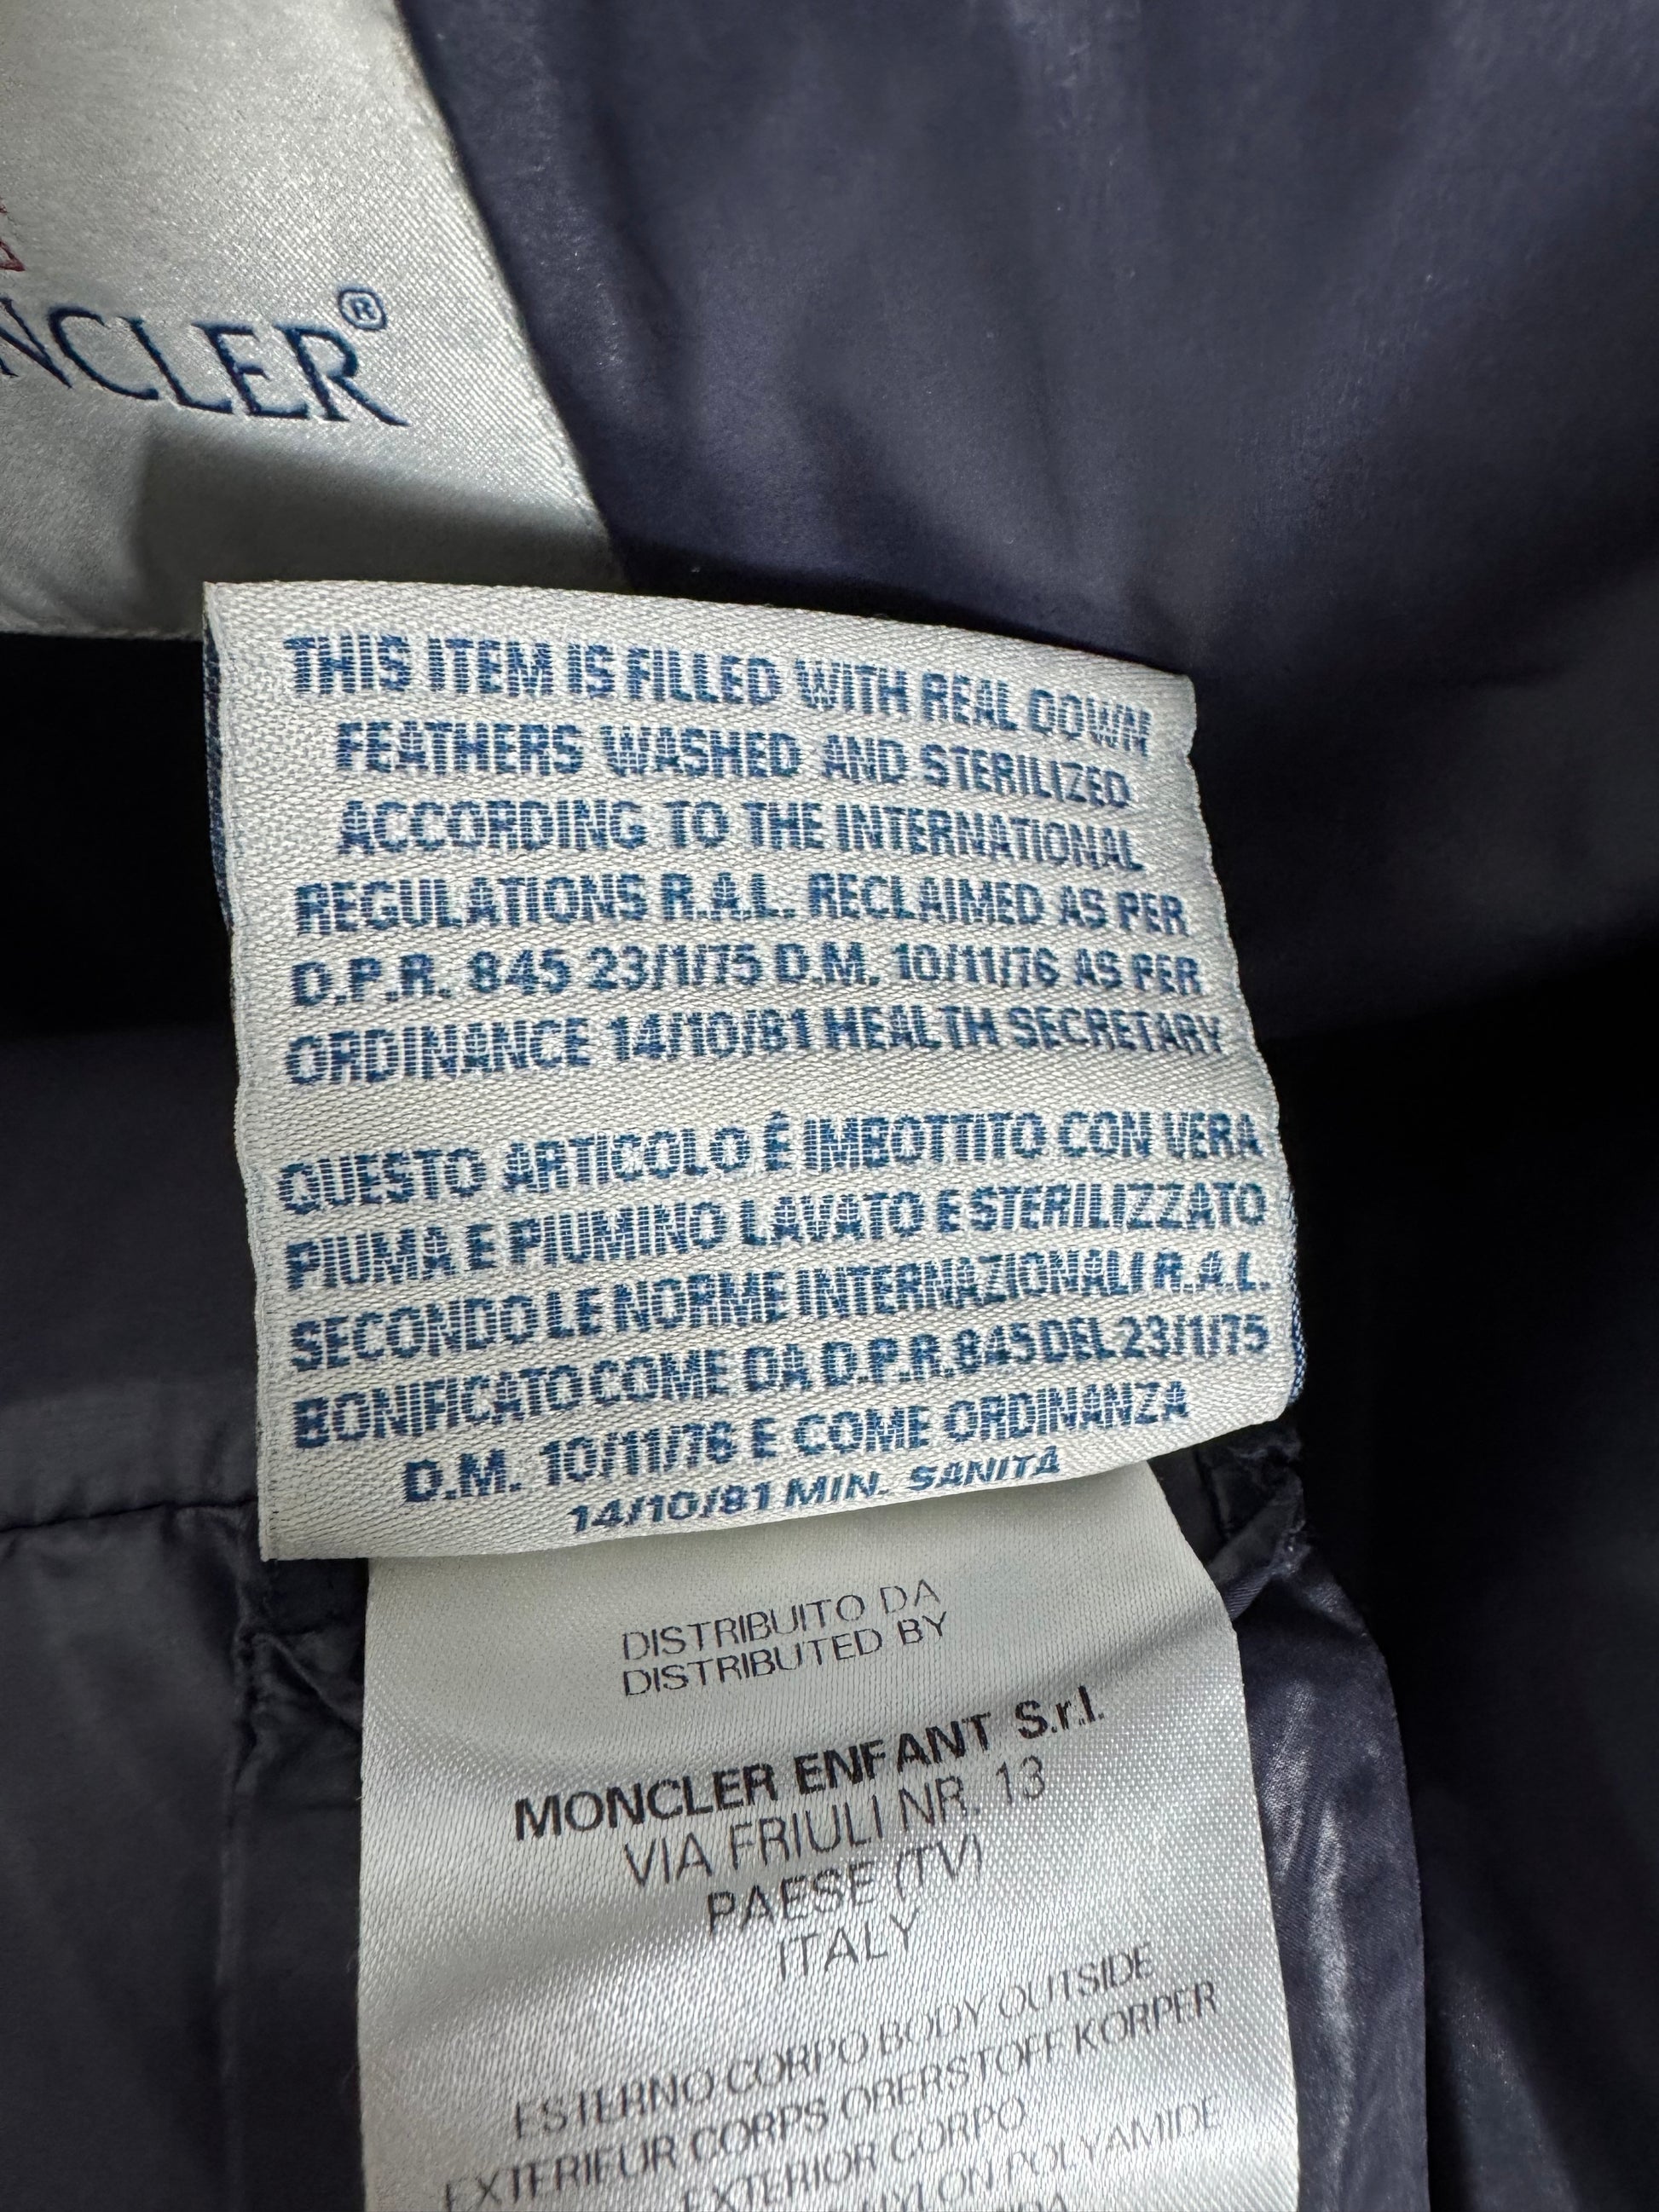 NCLER®
THIS ITEM IS FILLED WITH REAL DOWN
FEATHERS WASHED AND STERILIZED
ACCORDING TO THE INTERNATIONAL
REGULATIONS R.A.L. RECLAIMED AS PER
D.P.R. 845 23/1/75 D.M. 10/11/76 AS PER
ORDINANCE 14/10/81 HEALTH SECRETARY
QUESTO ARTICOLO É IMBOTTITO CON VERA
PIUMA E PIUMINO LAVATO E STERILIZZATO
SECONDO LE NORME INTERNAZIONALI R.A.L.
BONIFICATO COME DA D.P.R. 845 DEL 23/1/75
D.M. 10/11/76 E COME ORDINANZA
14/10/81 MIN. SANITÁ
DISTRIBUITO DA
DISTRIBUTED BY
MONCLER ENFANT S.r.l.
VIA FRIULI NR. 13
PAESE (TV)
ITALY
ESTERNO CORPO BODY OUTSIDE
EXTERIEUR CORPS OBERSTOFF KORPER
EXTERIOR CORPO
NYLON POLYAMIDE